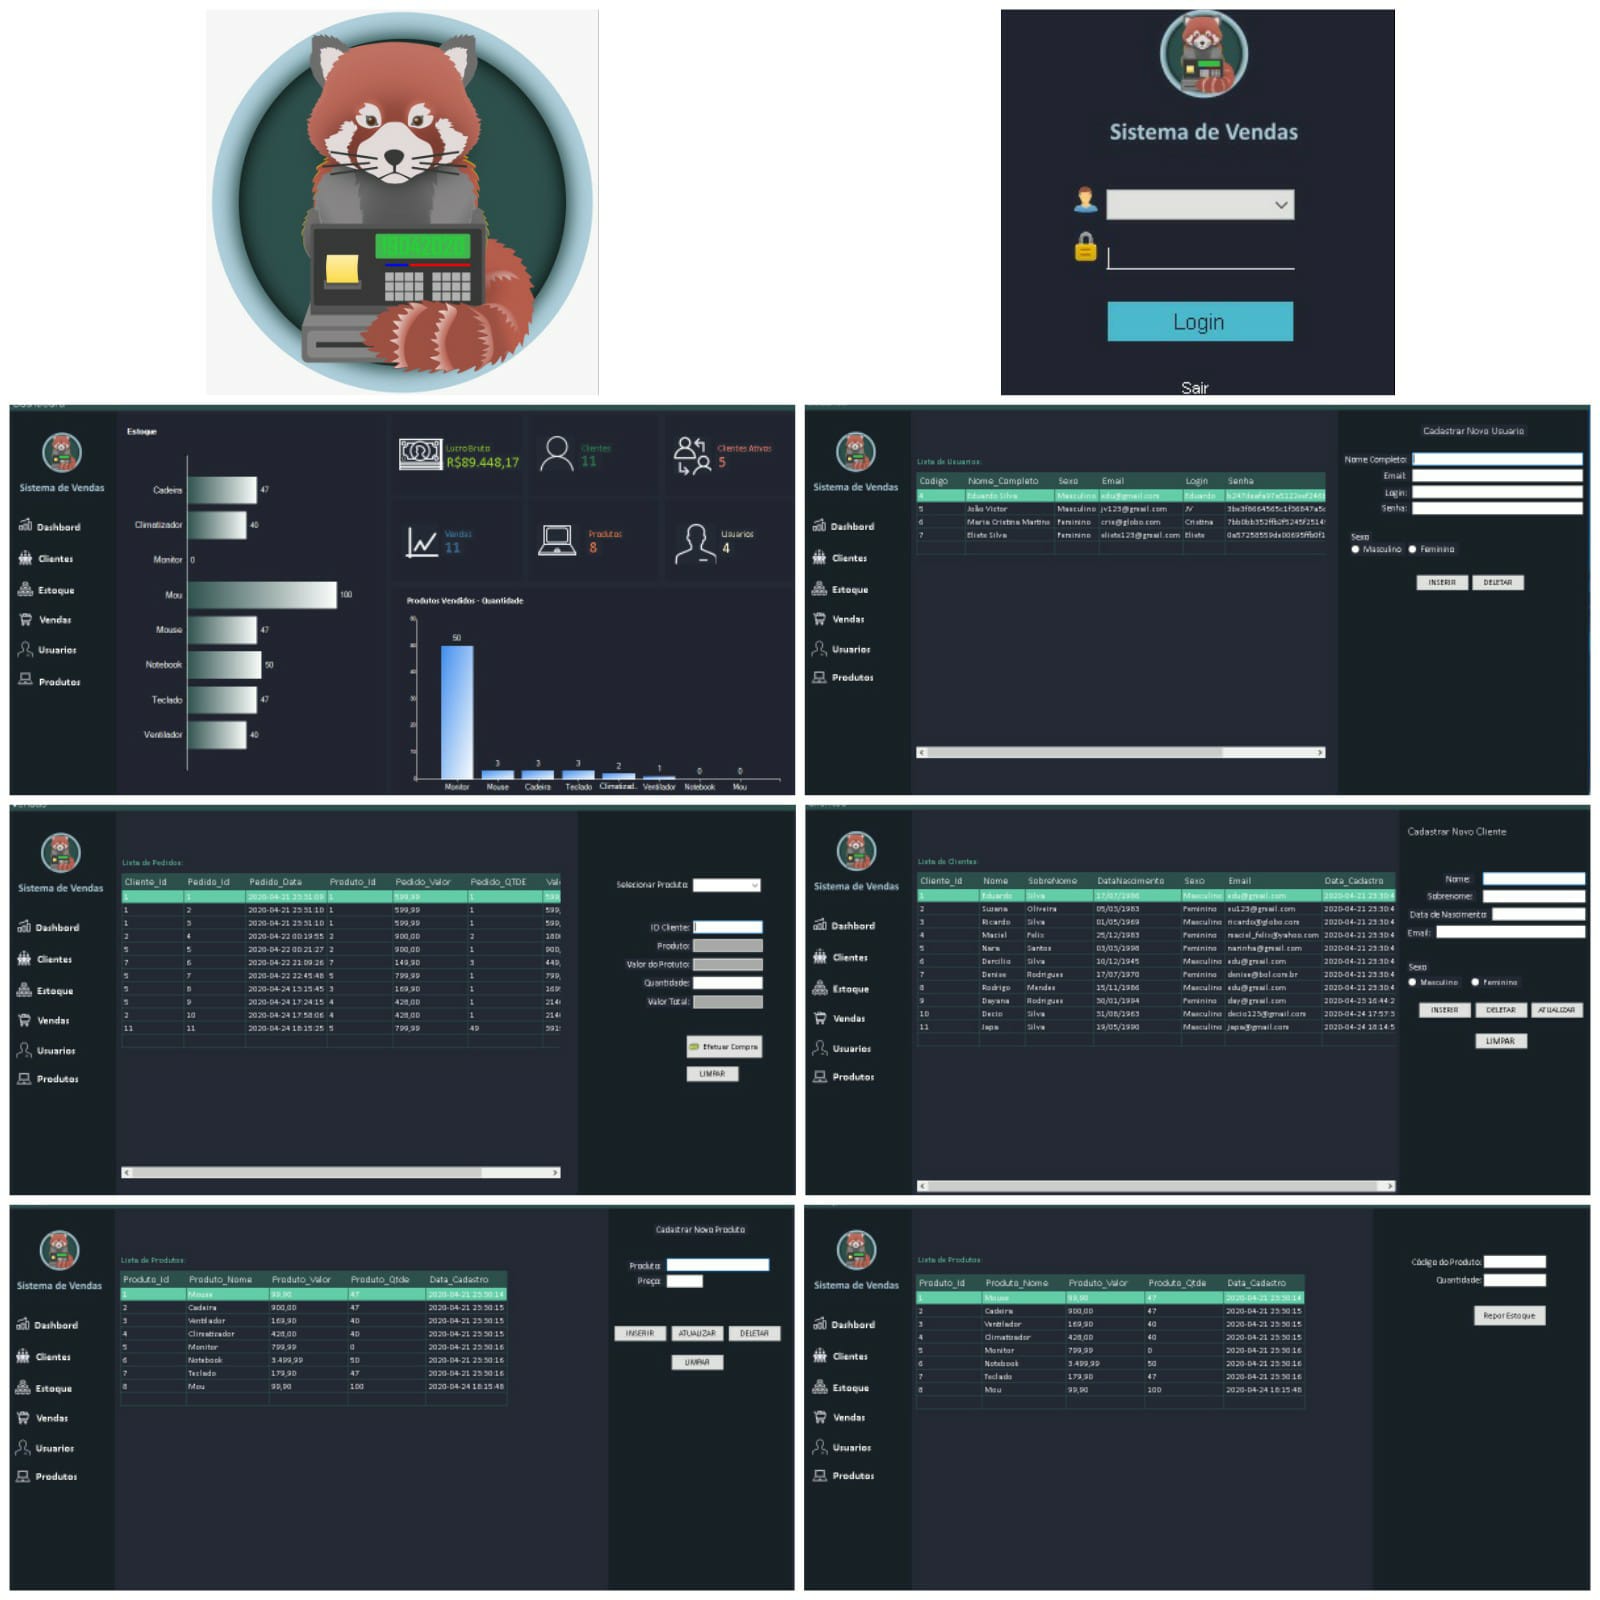 Sistema de Vendas
Login
Sair
Estoque
Sistema de Vendas
Dashbord
Clientes
Estoque
Vendas
Usuarios
Produtos
Cadeira 47
Climatizador 40
Monitor 0
Mou 100
Mouse 47
Notebook 50
Teclado 47
Ventilador 40
Lucro Bruto
R$89.448,17
Clientes
11
Clientes Ativos
5
Vendas
11
Produtos
8
Usuarios
4
Produtos Vendidos - Quantidade
50 3 3 3 2 1 0 0
Monitor Mouse Cadeira Teclado Climatizad.. Ventilador Notebook Mou
Sistema de Vendas
Dashbord
Clientes
Estoque
Vendas
Usuarios
Produtos
Lista de Usuarios:
Codigo Nome_Completo Sexo Email Login Senha
4 Eduardo Silva Masculino edu@gmail.com Eduardo
5 João Victor Masculino jv123@gmail.com JV
6 Maria Cristina Martins Feminino cris@globo.com Cristina
7 Eliete Silva Feminino eliete123@gmail.com Eliete
Cadastrar Novo Usuario
Nome Completo:
Email:
Login:
Senha:
Sexo
Masculino Feminino
INSERIR DELETAR
Sistema de Vendas
Dashbord
Clientes
Estoque
Vendas
Usuarios
Produtos
Lista de Pedidos:
Cliente_Id Pedido_Id Pedido_Data Produto_Id Pedido_Valor Pedido_QTDE Val
1 1 2020-04-21 23:31:09 1 599,99 1 599,
1 2 2020-04-21 23:31:10 1 599,99 1 599,
1 3 2020-04-21 23:31:10 1 599,99 1 599,
2 4 2020-04-22 00:19:55 2 900,00 2 1800
5 5 2020-04-22 00:21:27 2 900,00 1 900,
7 6 2020-04-22 21:09:26 7 149,90 3 449,
5 7 2020-04-22 22:45:48 5 799,99 1 799,
5 8 2020-04-24 13:25:45 3 169,90 1 169
5 9 2020-04-24 17:24:15 4 428,00 1 214
2 10 2020-04-24 17:58:06 4 428,00 1 214
11 11 2020-04-24 18:15:25 5 799,99 49 391
Selecionar Produto:
ID Cliente:
Produto:
Valor do Protuto:
Quantidade:
Valor Total:
Efetuar Compra
LIMPAR
Sistema de Vendas
Dashbord
Clientes
Estoque
Vendas
Usuarios
Produtos
Lista de Clientes:
Cliente_Id Nome SobreNome DataNascimento Sexo Email Data_Cadastro
1 Eduardo Silva 17/07/1986 Masculino edu@gmail.com 2020-04-21 23:30:4
2 Suzana Oliveira 05/03/1983 Feminino su123@gmail.com 2020-04-21 23:30:4
3 Ricardo Silva 01/05/1969 Masculino ricardo@globo.com 2020-04-21 23:30:4
4 Maciel Felix 25/12/1983 Feminino maciel_felix@yahoo.com 2020-04-21 23:30:4
5 Nara Santos 03/03/1998 Feminino narinha@gmail.com 2020-04-21 23:30:4
6 Dercilio Silva 10/12/1945 Masculino edu@gmail.com 2020-04-21 23:30:4
7 Denise Rodrigues 17/07/1970 Feminino denise@bol.com.br 2020-04-21 23:30:4
8 Rodrigo Mendes 15/11/1986 Masculino edu@gmail.com 2020-04-21 23:30:4
9 Dayana Rodrigues 30/01/1994 Feminino day@gmail.com 2020-04-23 16:44:2
10 Decio Silva 31/08/1963 Masculino decio123@gmail.com 2020-04-24 17:57:3
11 Japa Silva 19/05/1990 Masculino japa@gmail.com 2020-04-24 18:14:5
Cadastrar Novo Cliente
Nome:
Sobrenome:
Data de Nascimento:
Email:
Sexo
Masculino Feminino
INSERIR DELETAR ATUALIZAR
LIMPAR
Sistema de Vendas
Dashbord
Clientes
Estoque
Vendas
Usuarios
Produtos
Lista de Produtos:
Produto_Id Produto_Nome Produto_Valor Produto_Qtde Data_Cadastro
1 Mouse 99,90 47 2020-04-21 23:30:14
2 Cadeira 900,00 47 2020-04-21 23:30:15
3 Ventilador 169,90 40 2020-04-21 23:30:15
4 Climatizador 428,00 40 2020-04-21 23:30:15
5 Monitor 799,99 0 2020-04-21 23:30:16
6 Notebook 3.499,99 50 2020-04-21 23:30:16
7 Teclado 179,90 47 2020-04-21 23:30:16
8 Mou 99,90 100 2020-04-24 18:15:48
Cadastrar Novo Produto
Produto:
Preço:
INSERIR ATUALIZAR DELETAR
LIMPAR
Sistema de Vendas
Dashbord
Clientes
Estoque
Vendas
Usuarios
Produtos
Lista de Produtos:
Produto_Id Produto_Nome Produto_Valor Produto_Qtde Data_Cadastro
1 Mouse 99,90 47 2020-04-21 23:30:14
2 Cadeira 900,00 47 2020-04-21 23:30:15
3 Ventilador 169,90 40 2020-04-21 23:30:15
4 Climatizador 428,00 40 2020-04-21 23:30:15
5 Monitor 799,99 0 2020-04-21 23:30:16
6 Notebook 3.499,99 50 2020-04-21 23:30:16
7 Teclado 179,90 47 2020-04-21 23:30:16
8 Mou 99,90 100 2020-04-24 18:15:48
Código do Produto:
Quantidade:
Repor Estoque